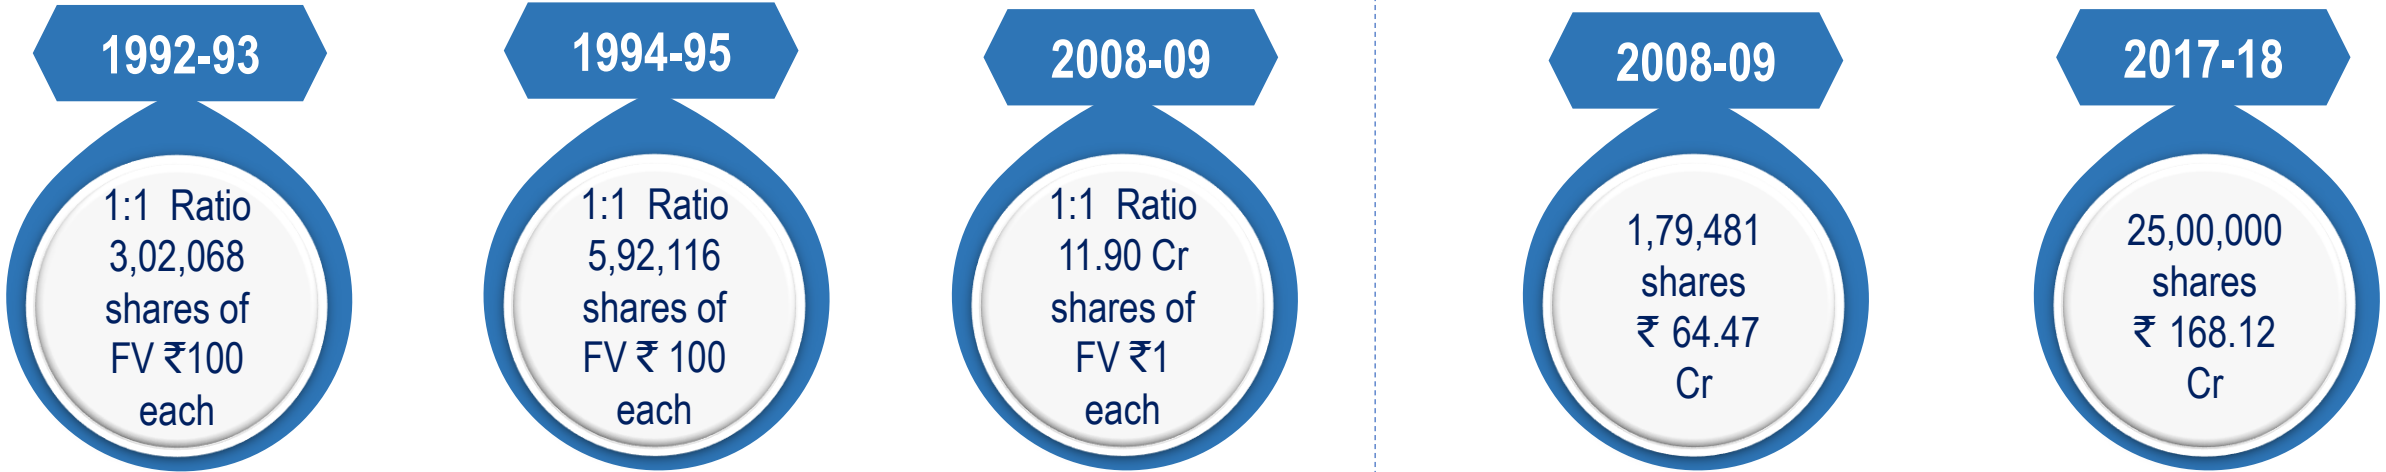 1992-93
1:1 Ratio
3,02,068
shares of
FV ₹100
each
1994-95
1:1 Ratio
5,92,116
shares of
FV ₹ 100
each
2008-09
1:1 Ratio
11.90 Cr
shares of
FV ₹1
each
2008-09
1,79,481
shares
₹ 64.47
Cr
2017-18
25,00,000
shares
₹ 168.12
Cr